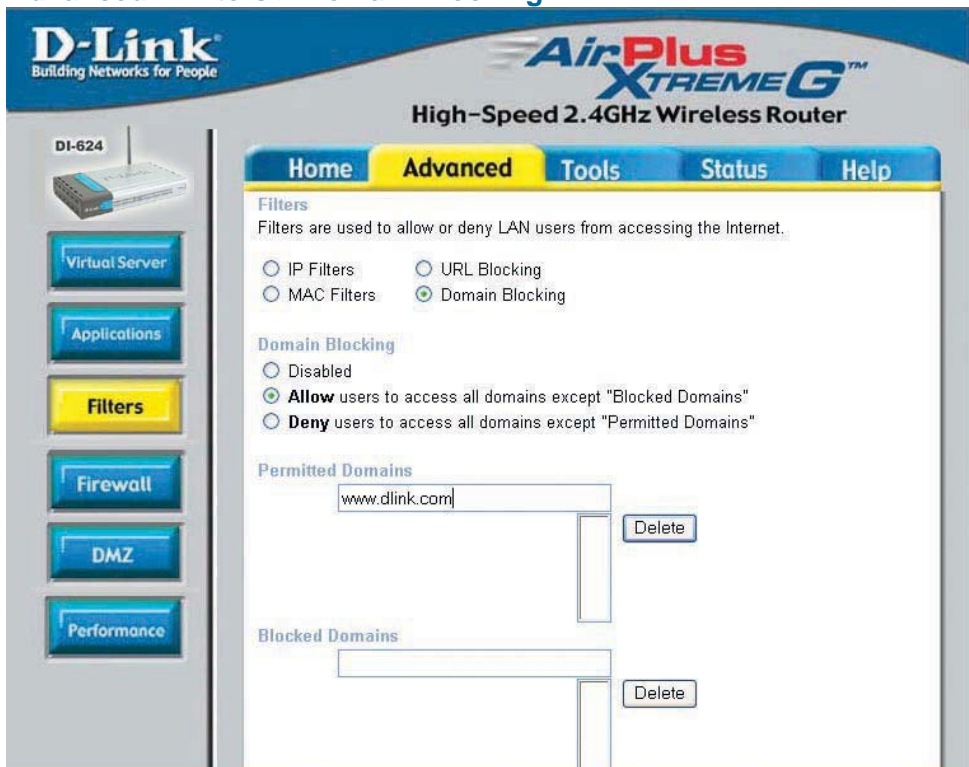 D-Link
Building Networks for People
AirPlus
XTREME G™
High-Speed 2.4GHz Wireless Router
DI-624
Home Advanced Tools Status Help
Virtual Server
Applications
Filters
Firewall
DMZ
Performance
Filters
Filters are used to allow or deny LAN users from accessing the Internet.
IP Filters URL Blocking
MAC Filters Domain Blocking
Domain Blocking
Disabled
Allow users to access all domains except "Blocked Domains"
Deny users to access all domains except "Permitted Domains"
Permitted Domains
www.dlink.com
Delete
Blocked Domains
Delete